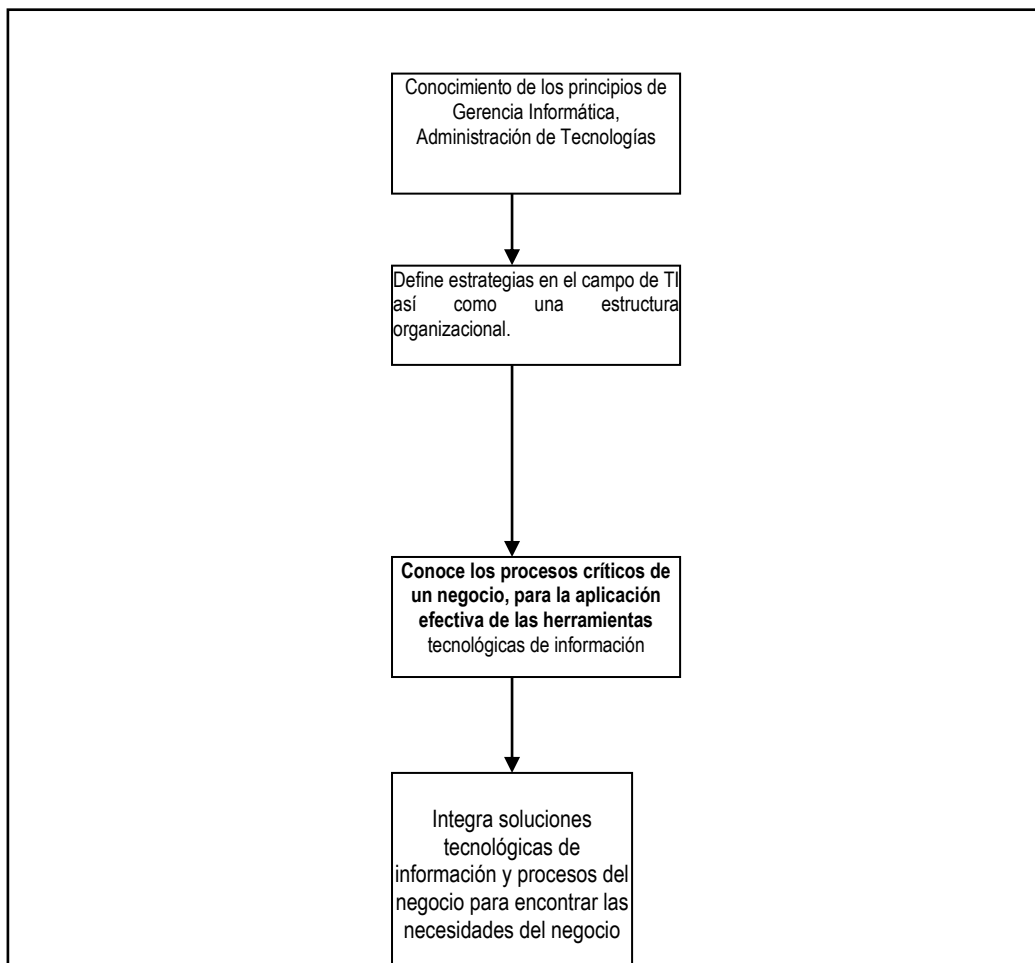 Conocimiento de los principios de
Gerencia Informática,
Administración de Tecnologías
Define estrategias en el campo de TI
así como una estructura
organizacional.
Conoce los procesos críticos de
un negocio, para la aplicación
efectiva de las herramientas
tecnológicas de información
Integra soluciones
tecnológicas de
información y procesos del
negocio para encontrar las
necesidades del negocio